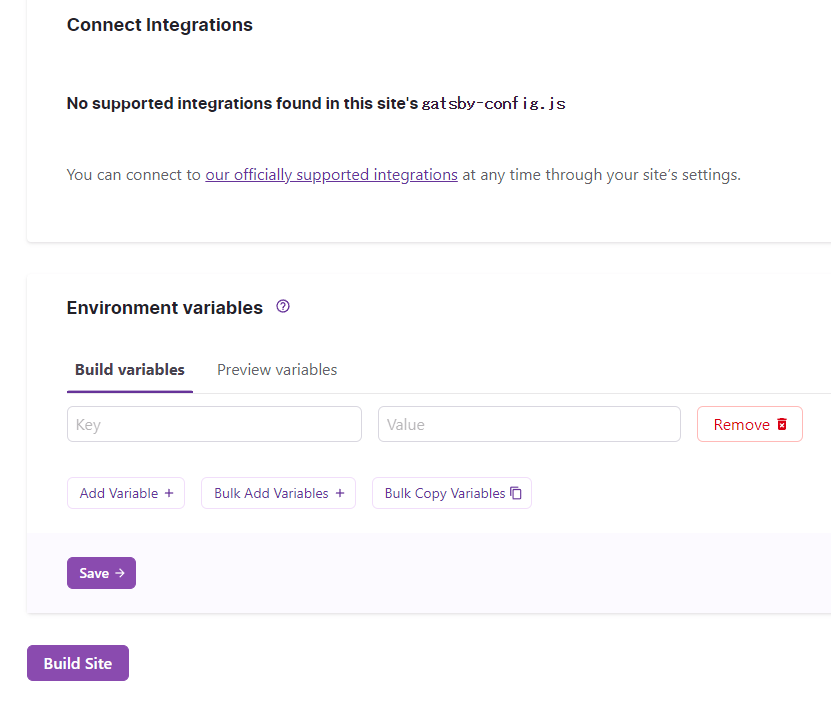 Connect Integrations
No supported integrations found in this site's gatsby-config.js
You can connect to our officially supported integrations at any time through your site's settings.
Environment variables
Build variables Preview variables
Key Value Remove
Add Variable + Bulk Add Variables + Bulk Copy Variables
Save →
Build Site